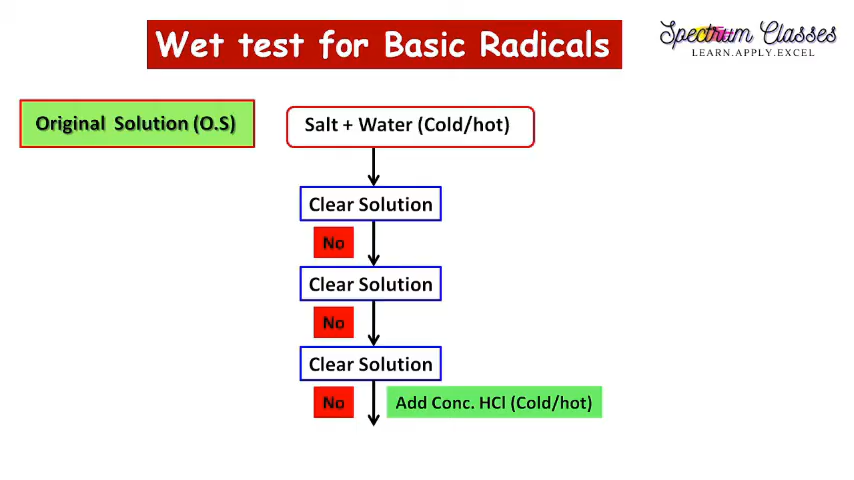 Wet test for Basic Radicals
Spectrum Classes
LEARN.APPLY.EXCEL
Original Solution (O.S)
Salt + Water (Cold/hot)
Clear Solution
No
Clear Solution
No
Clear Solution
No
Add Conc. HCl (Cold/hot)